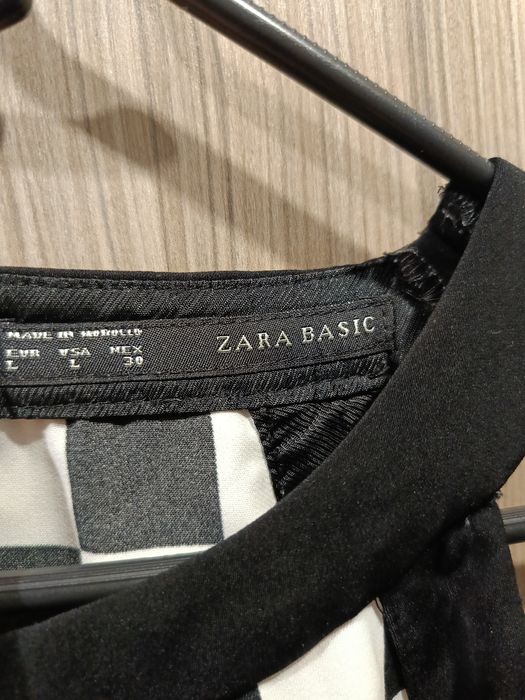 MADE IN MOROCCO
ZARA BASIC
EUR USA MEX
L L 30